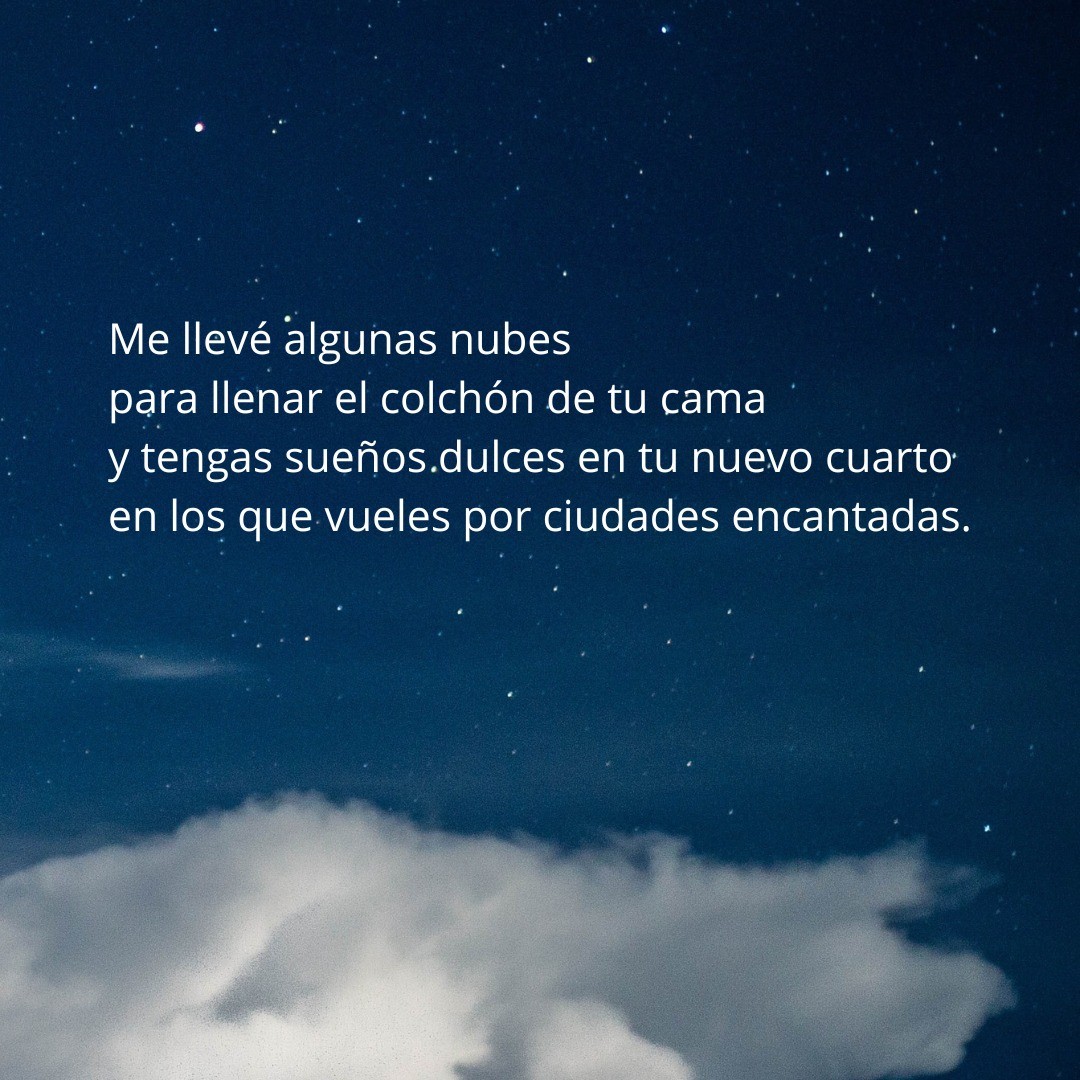 Me llevé algunas nubes
para llenar el colchón de tu cama
y tengas sueños dulces en tu nuevo cuarto
en los que vueles por ciudades encantadas.